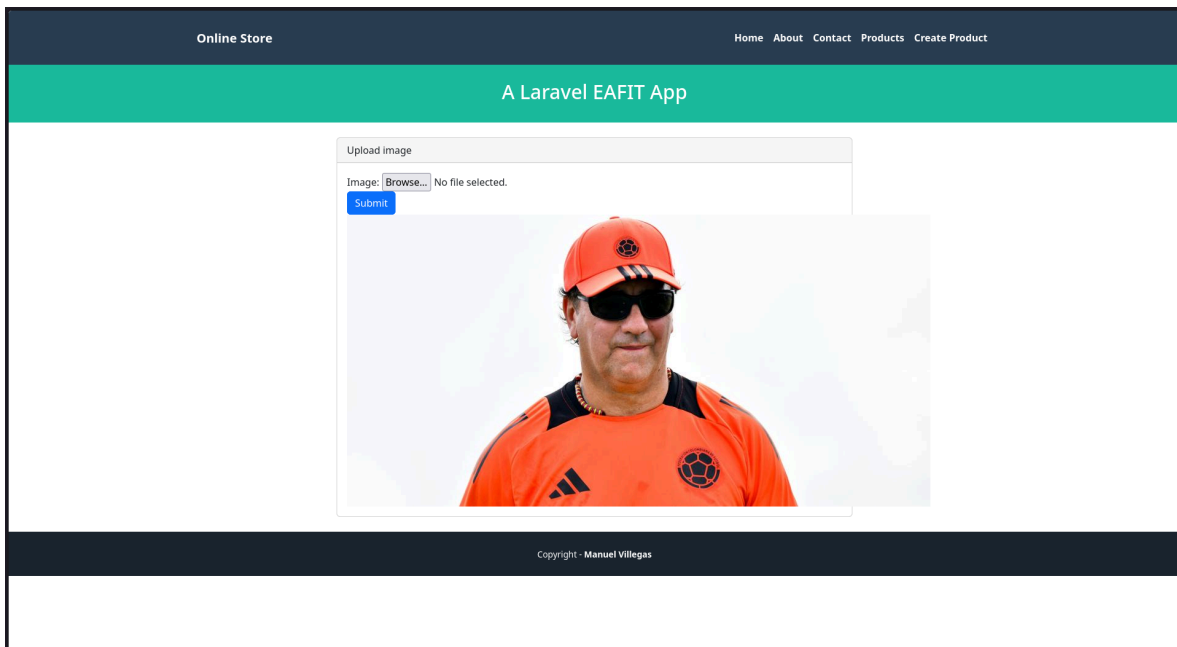 Online Store
Home About Contact Products Create Product
A Laravel EAFIT App
Upload image
Image: Browse... No file selected.
Submit
Copyright - Manuel Villegas